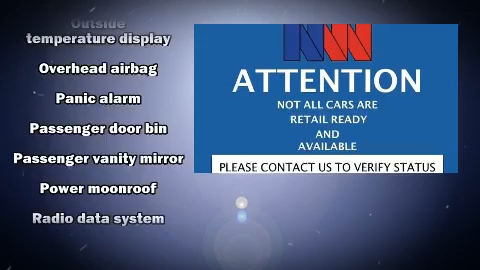 Outside
temperature display
Overhead airbag
Panic alarm
Passenger door bin
Passenger vanity mirror
Power moonroof
Radio data system
ATTENTION
NOT ALL CARS ARE
RETAIL READY
AND
AVAILABLE
PLEASE CONTACT US TO VERIFY STATUS